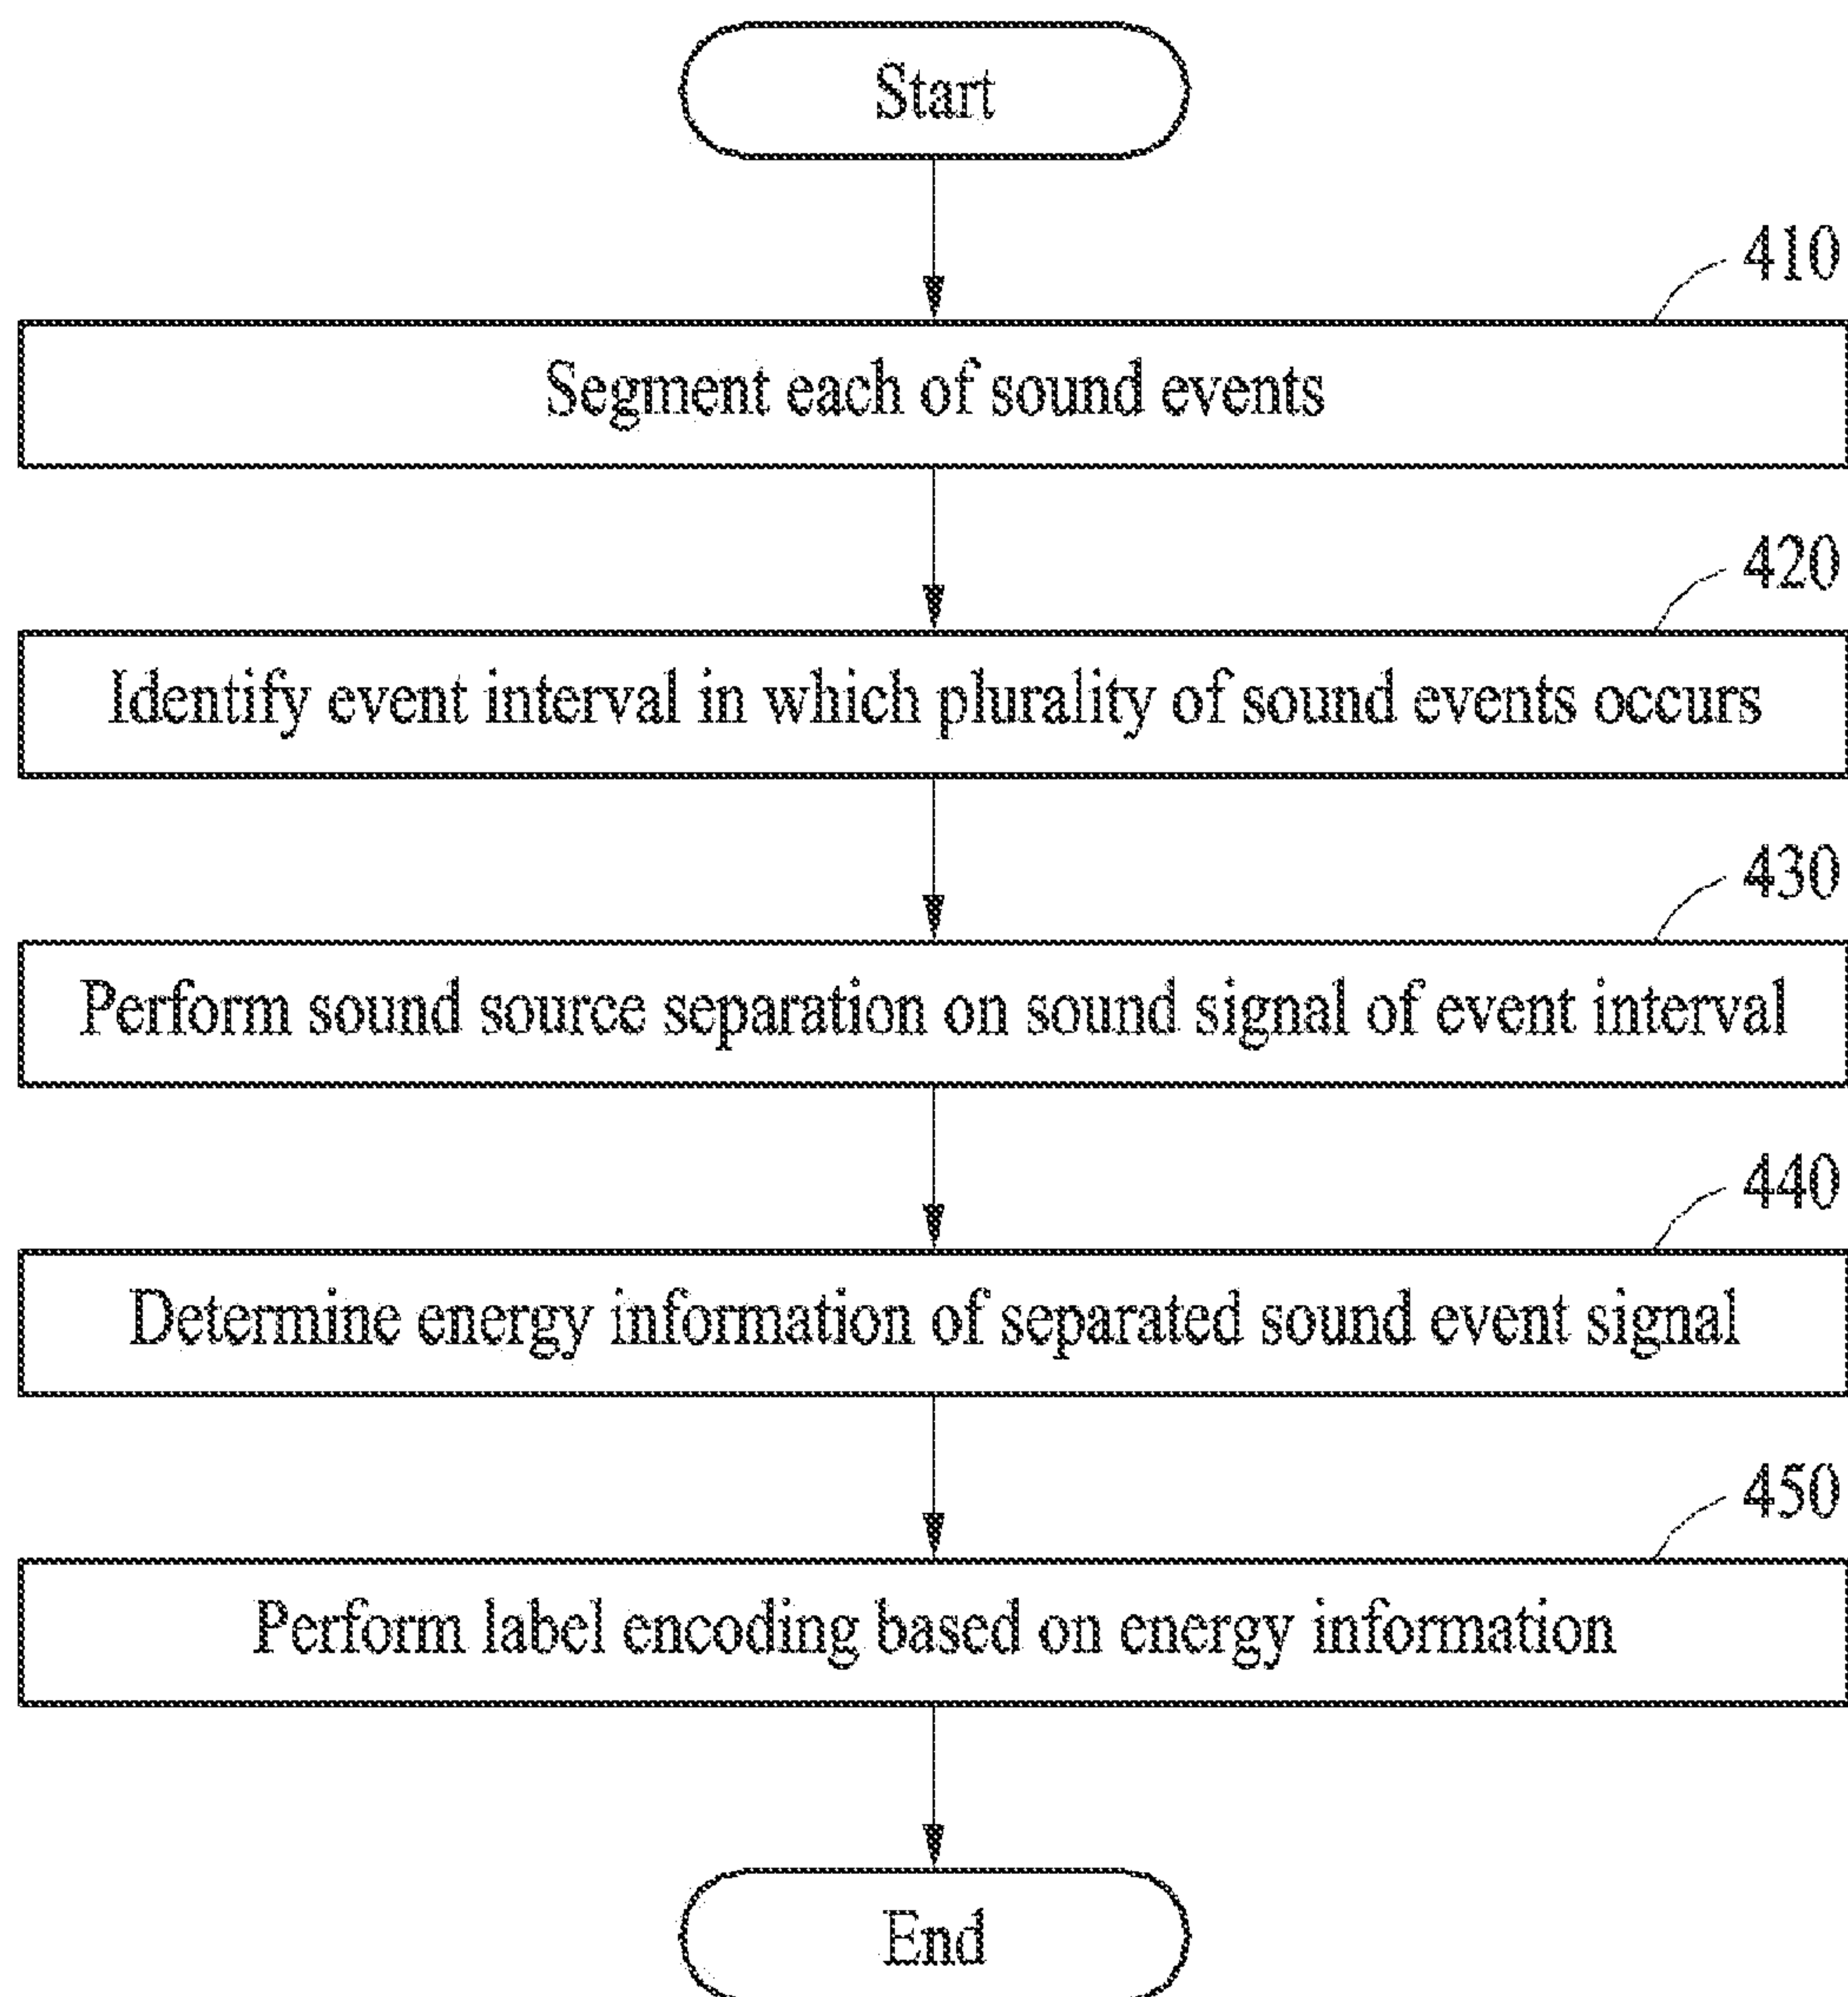 Start
410
Segment each of sound events
420
Identify event interval in which plurality of sound events occurs
430
Perform sound source separation on sound signal of event interval
440
Determine energy information of separated sound event signal
450
Perform label encoding based on energy information
End